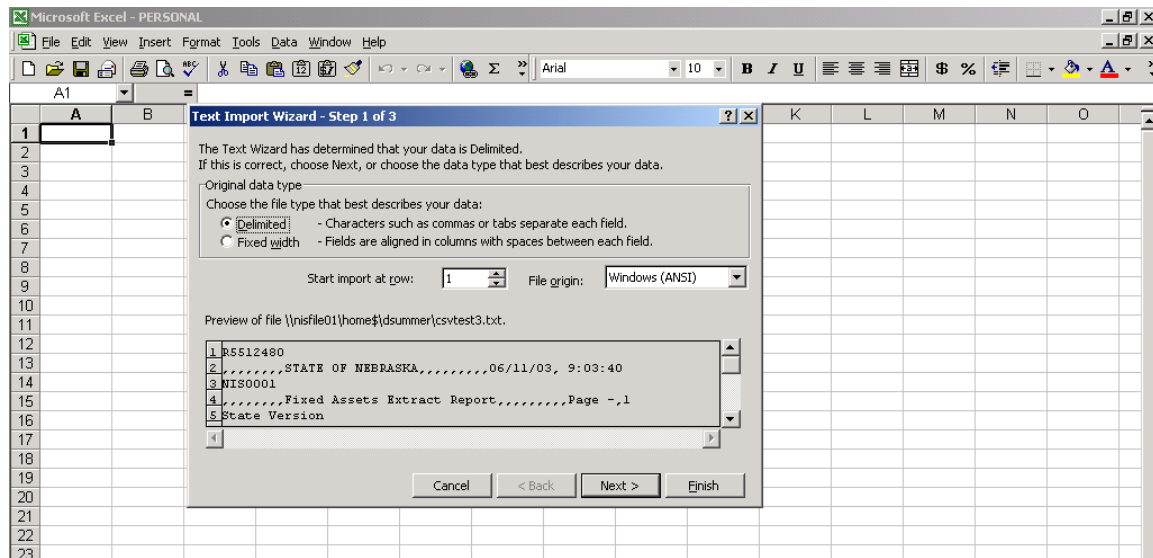 Microsoft Excel - PERSONAL
File Edit View Insert Format Tools Data Window Help
ABC 12 Σ » Arial 10 B I U $ % A
A1 =
A B K L M N O
Text Import Wizard - Step 1 of 3 ? X
The Text Wizard has determined that your data is Delimited.
If this is correct, choose Next, or choose the data type that best describes your data.
Original data type
Choose the file type that best describes your data:
Delimited - Characters such as commas or tabs separate each field.
Fixed width - Fields are aligned in columns with spaces between each field.
Start import at row: 1 File origin: Windows (ANSI)
Preview of file \\nisfile01\home$\dsummer\csvtest3.txt.
1 R5512480
2 ,,,,,,,,STATE OF NEBRASKA,,,,,,,,,06/11/03, 9:03:40
3 NIS0001
4 ,,,,,,,,Fixed Assets Extract Report,,,,,,,,,Page -,1
5 State Version
Cancel < Back Next > Finish
1
2
3
4
5
6
7
8
9
10
11
12
13
14
15
16
17
18
19
20
21
22
23